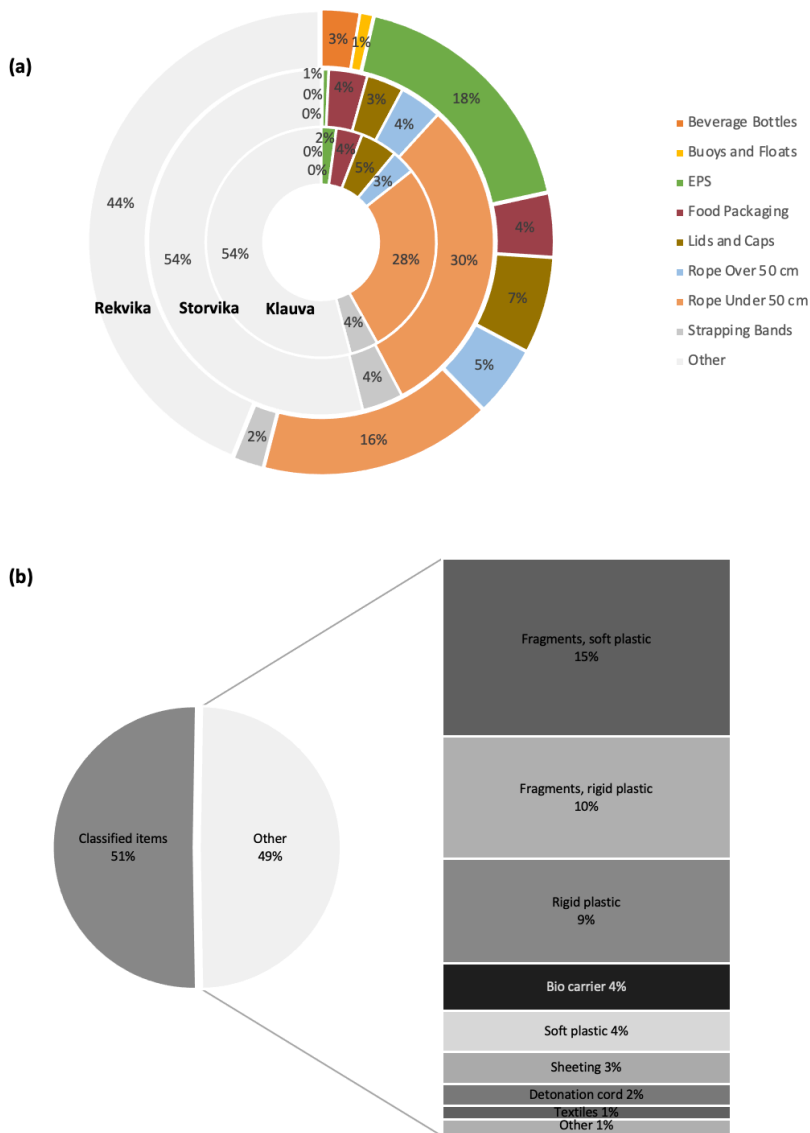 (a)
3%
1%
18%
4%
7%
5%
16%
2%
44%
1%
0%
0%
4%
3%
4%
30%
4%
54%
2%
0%
0%
4%
5%
3%
28%
4%
54%
Rekvika
Storvika
Klauva
Beverage Bottles
Buoys and Floats
EPS
Food Packaging
Lids and Caps
Rope Over 50 cm
Rope Under 50 cm
Strapping Bands
Other
(b)
Classified items
51%
Other
49%
Fragments, soft plastic
15%
Fragments, rigid plastic
10%
Rigid plastic
9%
Bio carrier 4%
Soft plastic 4%
Sheeting 3%
Detonation cord 2%
Textiles 1%
Other 1%